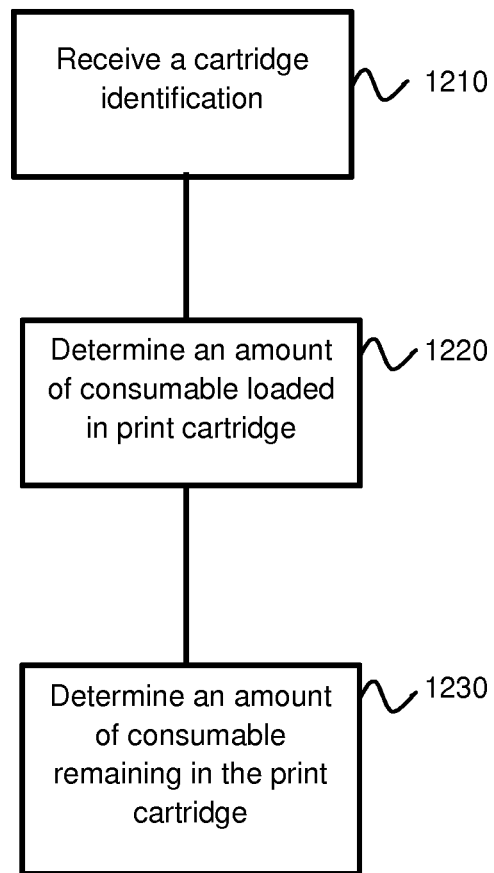 Receive a cartridge
identification
1210
Determine an amount
of consumable loaded
in print cartridge
1220
Determine an amount
of consumable
remaining in the print
cartridge
1230